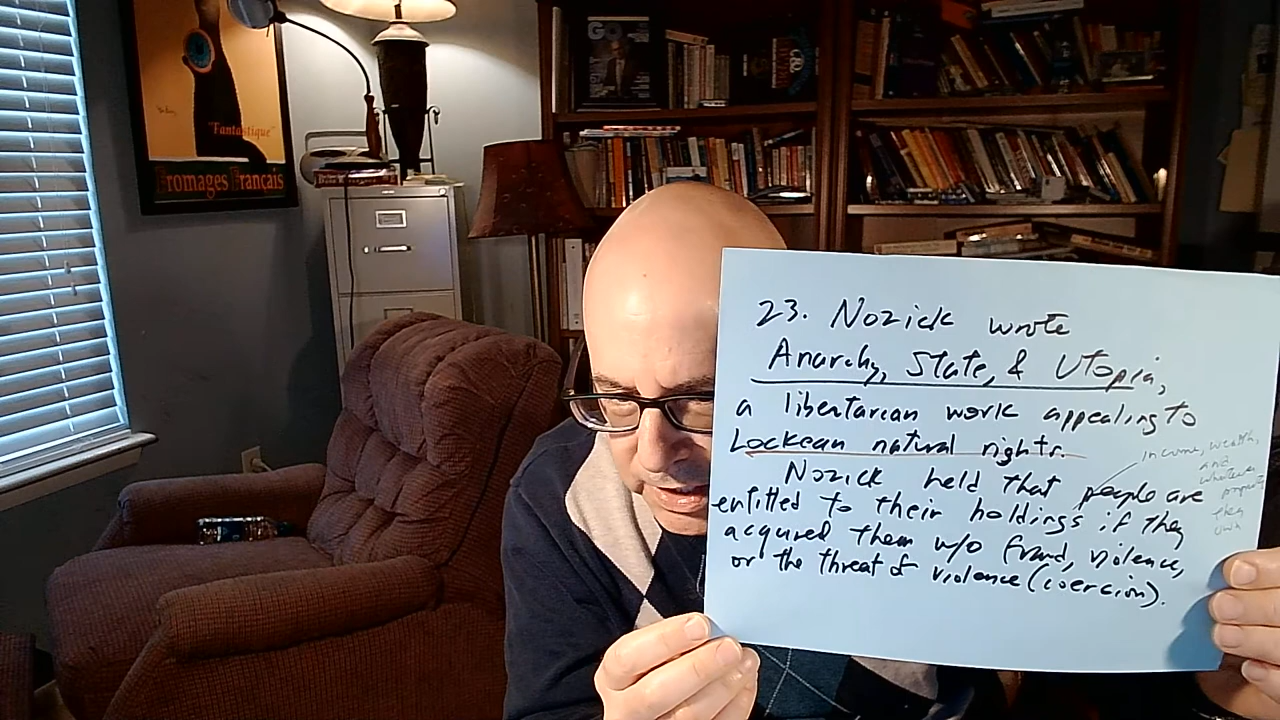 "Fantastique"
Fromages Français
GQ
23. Nozick wrote
Anarchy, State, & Utopia,
a libertarian work appealing to
Lockean natural rights.
income, wealth,
and
whatever
property
they
own
Nozick held that people are
entitled to their holdings if they
acquired them w/o fraud, violence,
or the threat of violence (coercion).